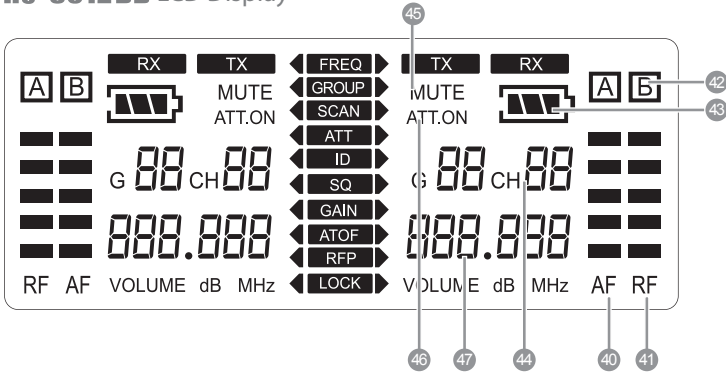 LCD Display
45
RX TX FREQ TX RX
A B MUTE GROUP MUTE A B 42
ATT.ON SCAN ATT.ON 43
ATT
G 88 CH 88 ID G 88 CH 88
SQ
GAIN
888.888 ATOF 888.888
RFP
RF AF VOLUME dB MHz LOCK VOLUME dB MHz AF RF
46 47 44 40 41